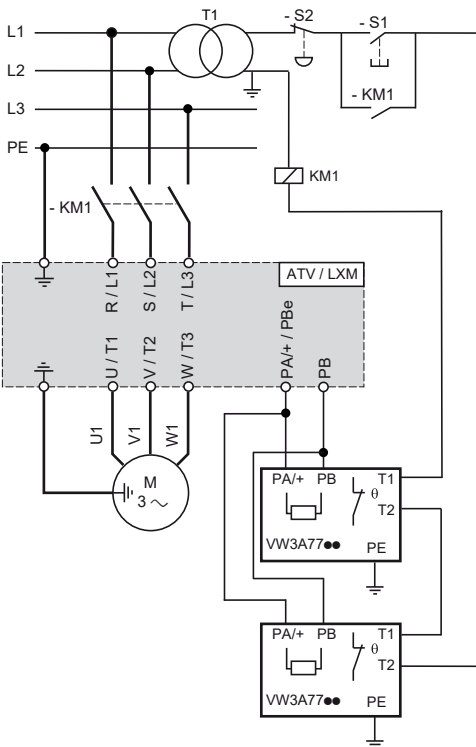 L1
T1
- S2
- S1
L2
- KM1
L3
KM1
PE
- KM1
ATV / LXM
R / L1
S / L2
T / L3
U / T1
V / T2
W / T3
PA/+ / PBe
PB
U1
V1
W1
M
3 ~
PA/+ PB
T1
θ
T2
VW3A77●●
PE
PA/+ PB
T1
θ
T2
VW3A77●●
PE